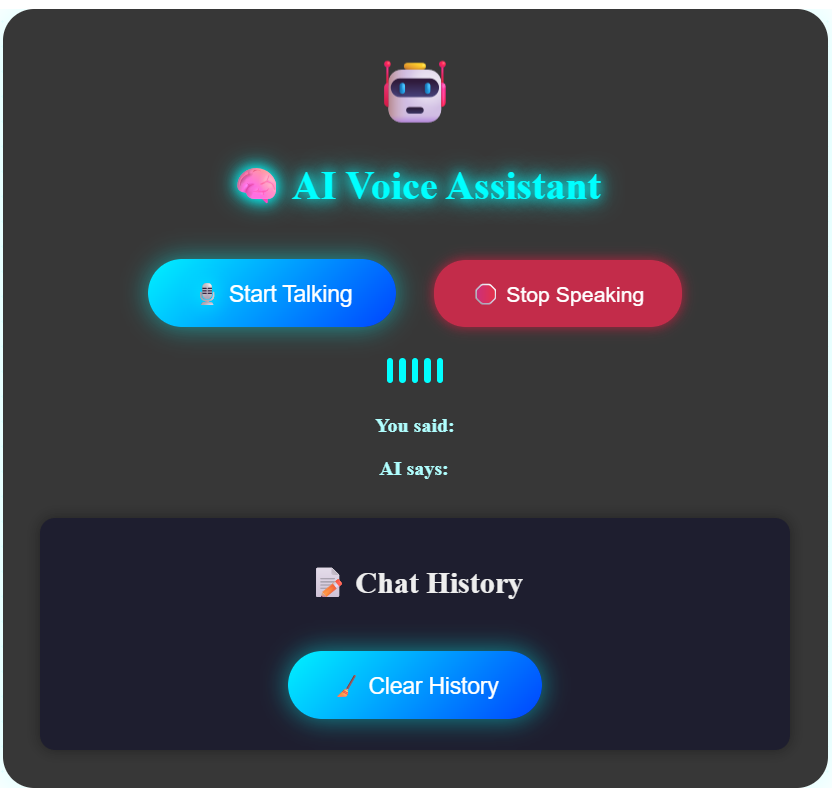 AI Voice Assistant
Start Talking
Stop Speaking
You said:
AI says:
Chat History
Clear History